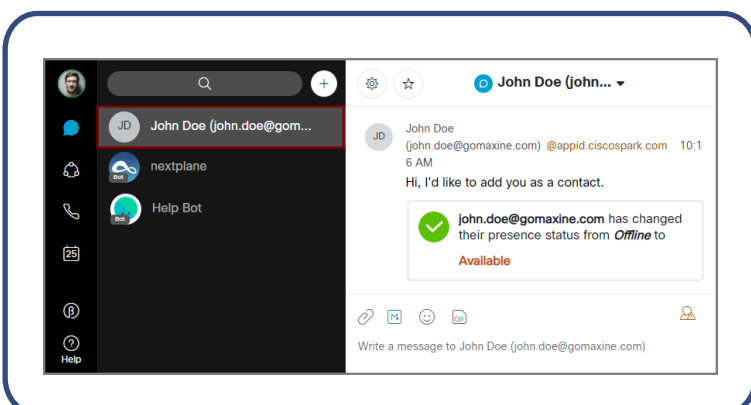 JD
John Doe (john.doe@gom...
Bot
nextplane
Bot
Help Bot
25
β
?
Help
John Doe (john...
JD
John Doe
(john.doe@gomaxine.com) @appid.ciscospark.com 10:1
6 AM
Hi, I'd like to add you as a contact.
john.doe@gomaxine.com has changed
their presence status from Offline to
Available
M
GIF
Write a message to John Doe (john.doe@gomaxine.com)